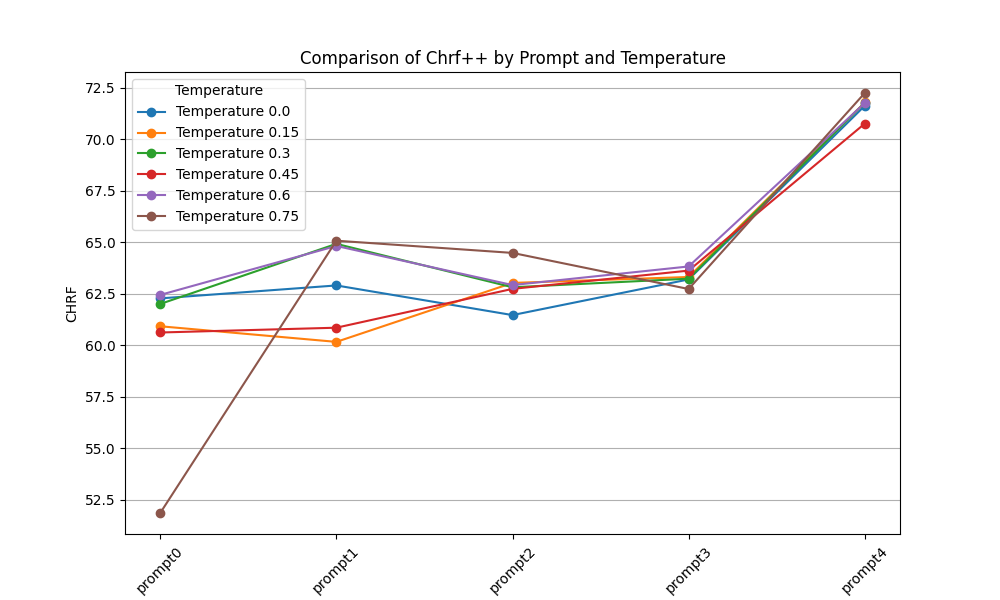 Comparison of Chrf++ by Prompt and Temperature
Temperature
Temperature 0.0
Temperature 0.15
Temperature 0.3
Temperature 0.45
Temperature 0.6
Temperature 0.75
CHRF
72.5
70.0
67.5
65.0
62.5
60.0
57.5
55.0
52.5
prompt0
prompt1
prompt2
prompt3
prompt4